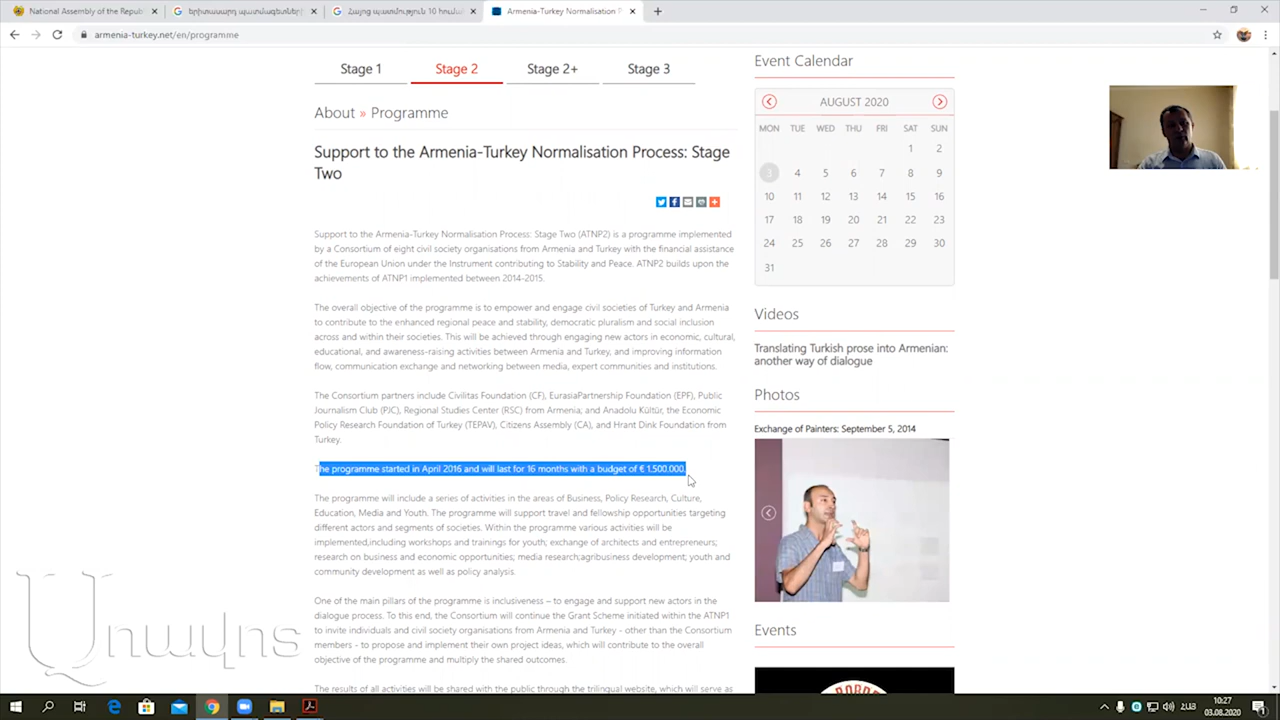 National Assembly of the Repub
երիտասարդ պատմագետների
Հայոց պատմություն 10 հուման
Armenia-Turkey Normalisation P
armenia-turkey.net/en/programme
Stage 1
Stage 2
Stage 2+
Stage 3
About » Programme
Support to the Armenia-Turkey Normalisation Process: Stage
Two
Support to the Armenia-Turkey Normalisation Process: Stage Two (ATNP2) is a programme implemented
by a Consortium of eight civil society organisations from Armenia and Turkey with the financial assistance
of the European Union under the Instrument contributing to Stability and Peace. ATNP2 builds upon the
achievements of ATNP1 implemented between 2014-2015.
The overall objective of the programme is to empower and engage civil societies of Turkey and Armenia
to contribute to the enhanced regional peace and stability, democratic pluralism and social inclusion
across and within their societies. This will be achieved through engaging new actors in economic, cultural,
educational, and awareness-raising activities between Armenia and Turkey, and improving information
flow, communication exchange and networking between media, expert communities and institutions.
The Consortium partners include Civilitas Foundation (CF), EurasiaPartnership Foundation (EPF), Public
Journalism Club (PJC), Regional Studies Center (RSC) from Armenia; and Anadolu Kültür, the Economic
Policy Research Foundation of Turkey (TEPAV), Citizens Assembly (CA), and Hrant Dink Foundation from
Turkey.
The programme started in April 2016 and will last for 16 months with a budget of € 1.500.000.
The programme will include a series of activities in the areas of Business, Policy Research, Culture,
Education, Media and Youth. The programme will support travel and fellowship opportunities targeting
different actors and segments of societies. Within the programme various activities will be
implemented,including workshops and trainings for youth; exchange of architects and entrepreneurs;
research on business and economic opportunities; media research;agribusiness development; youth and
community development as well as policy analysis.
One of the main pillars of the programme is inclusiveness – to engage and support new actors in the
dialogue process. To this end, the Consortium will continue the Grant Scheme initiated within the ATNP1
to invite individuals and civil society organisations from Armenia and Turkey - other than the Consortium
members - to propose and implement their own project ideas, which will contribute to the overall
objective of the programme and multiply the shared outcomes.
The results of all activities will be shared with the public through the trilingual website, which will serve as
Event Calendar
AUGUST 2020
MON TUE WED THU FRI SAT SUN
1 2
3 4 5 6 7 8 9
10 11 12 13 14 15 16
17 18 19 20 21 22 23
24 25 26 27 28 29 30
31
Videos
Translating Turkish prose into Armenian:
another way of dialogue
Photos
Exchange of Painters: September 5, 2014
Events
Առավոտ
ՀԱՅ
10:27
03.08.2020